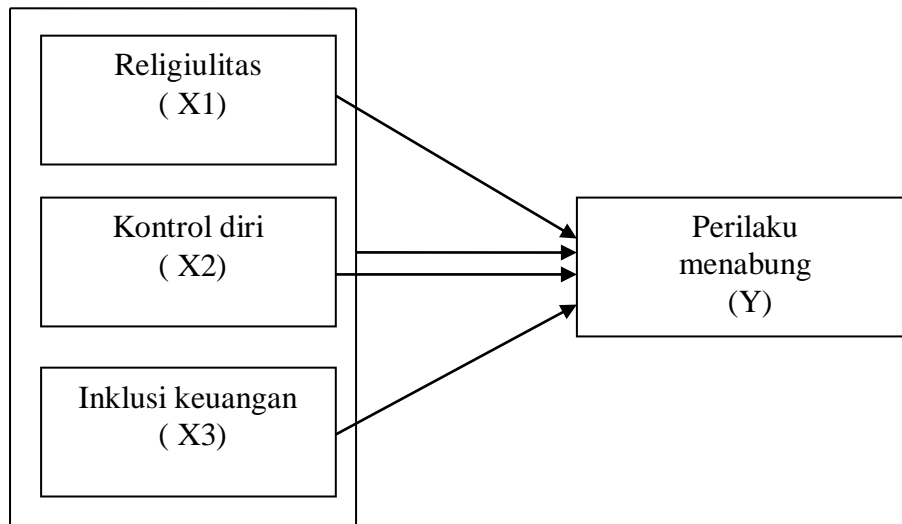 Religiulitas
( X1)
Kontrol diri
( X2)
Inklusi keuangan
( X3)
Perilaku
menabung
(Y)